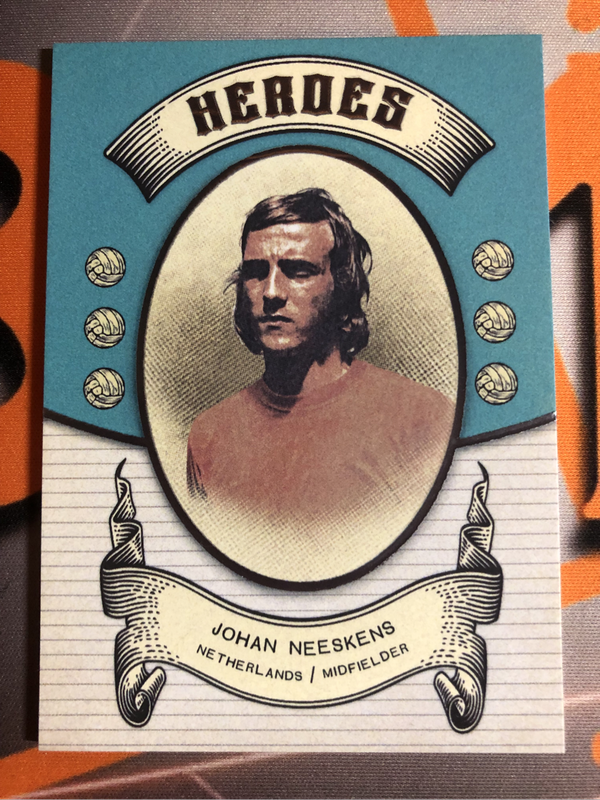 HEROES
JOHAN NEESKENS
NETHERLANDS / MIDFIELDER